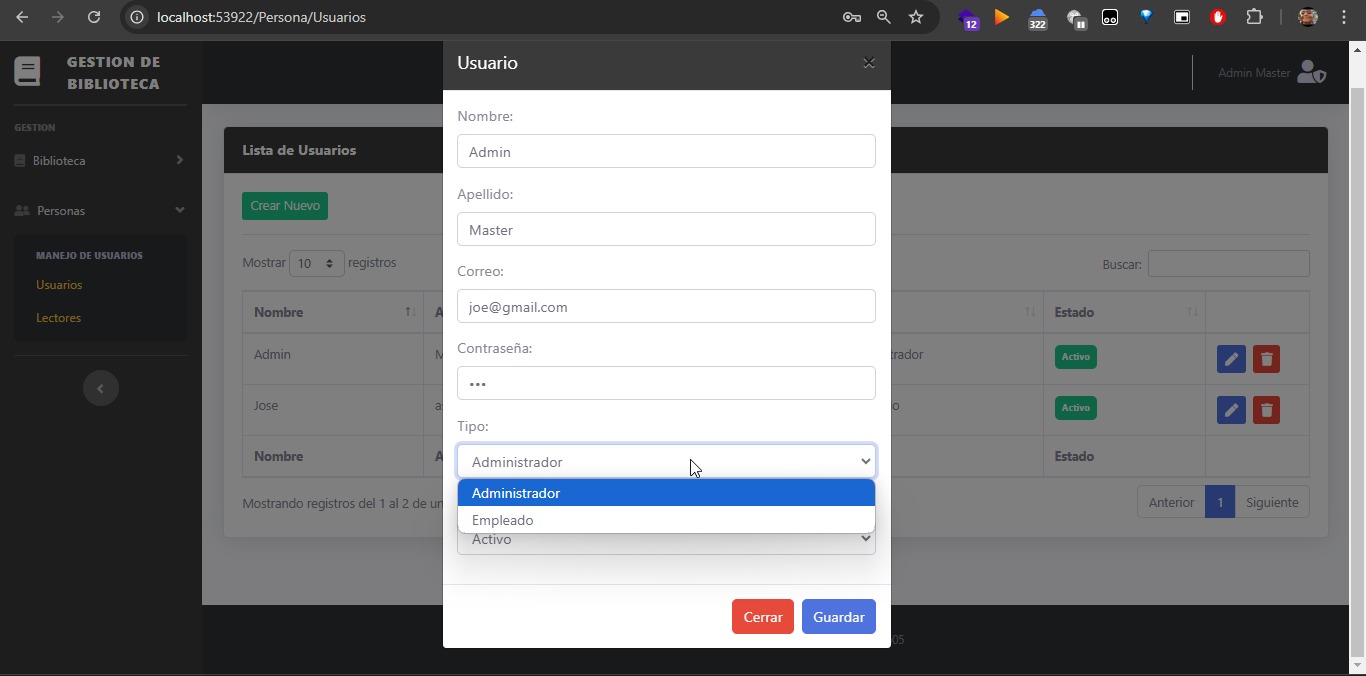 localhost:53922/Persona/Usuarios
12
322
GESTION DE
BIBLIOTECA
GESTION
Biblioteca
Personas
MANEJO DE USUARIOS
Usuarios
Lectores
Admin Master
Lista de Usuarios
Crear Nuevo
Mostrar 10 registros
Buscar:
Nombre
A
Estado
Admin
M
trador
Activo
Jose
a
o
Activo
Nombre
A
Estado
Mostrando registros del 1 al 2 de un
Anterior 1 Siguiente
05
Usuario
×
Nombre:
Admin
Apellido:
Master
Correo:
joe@gmail.com
Contraseña:
•••
Tipo:
Administrador
Administrador
Empleado
Activo
Cerrar
Guardar